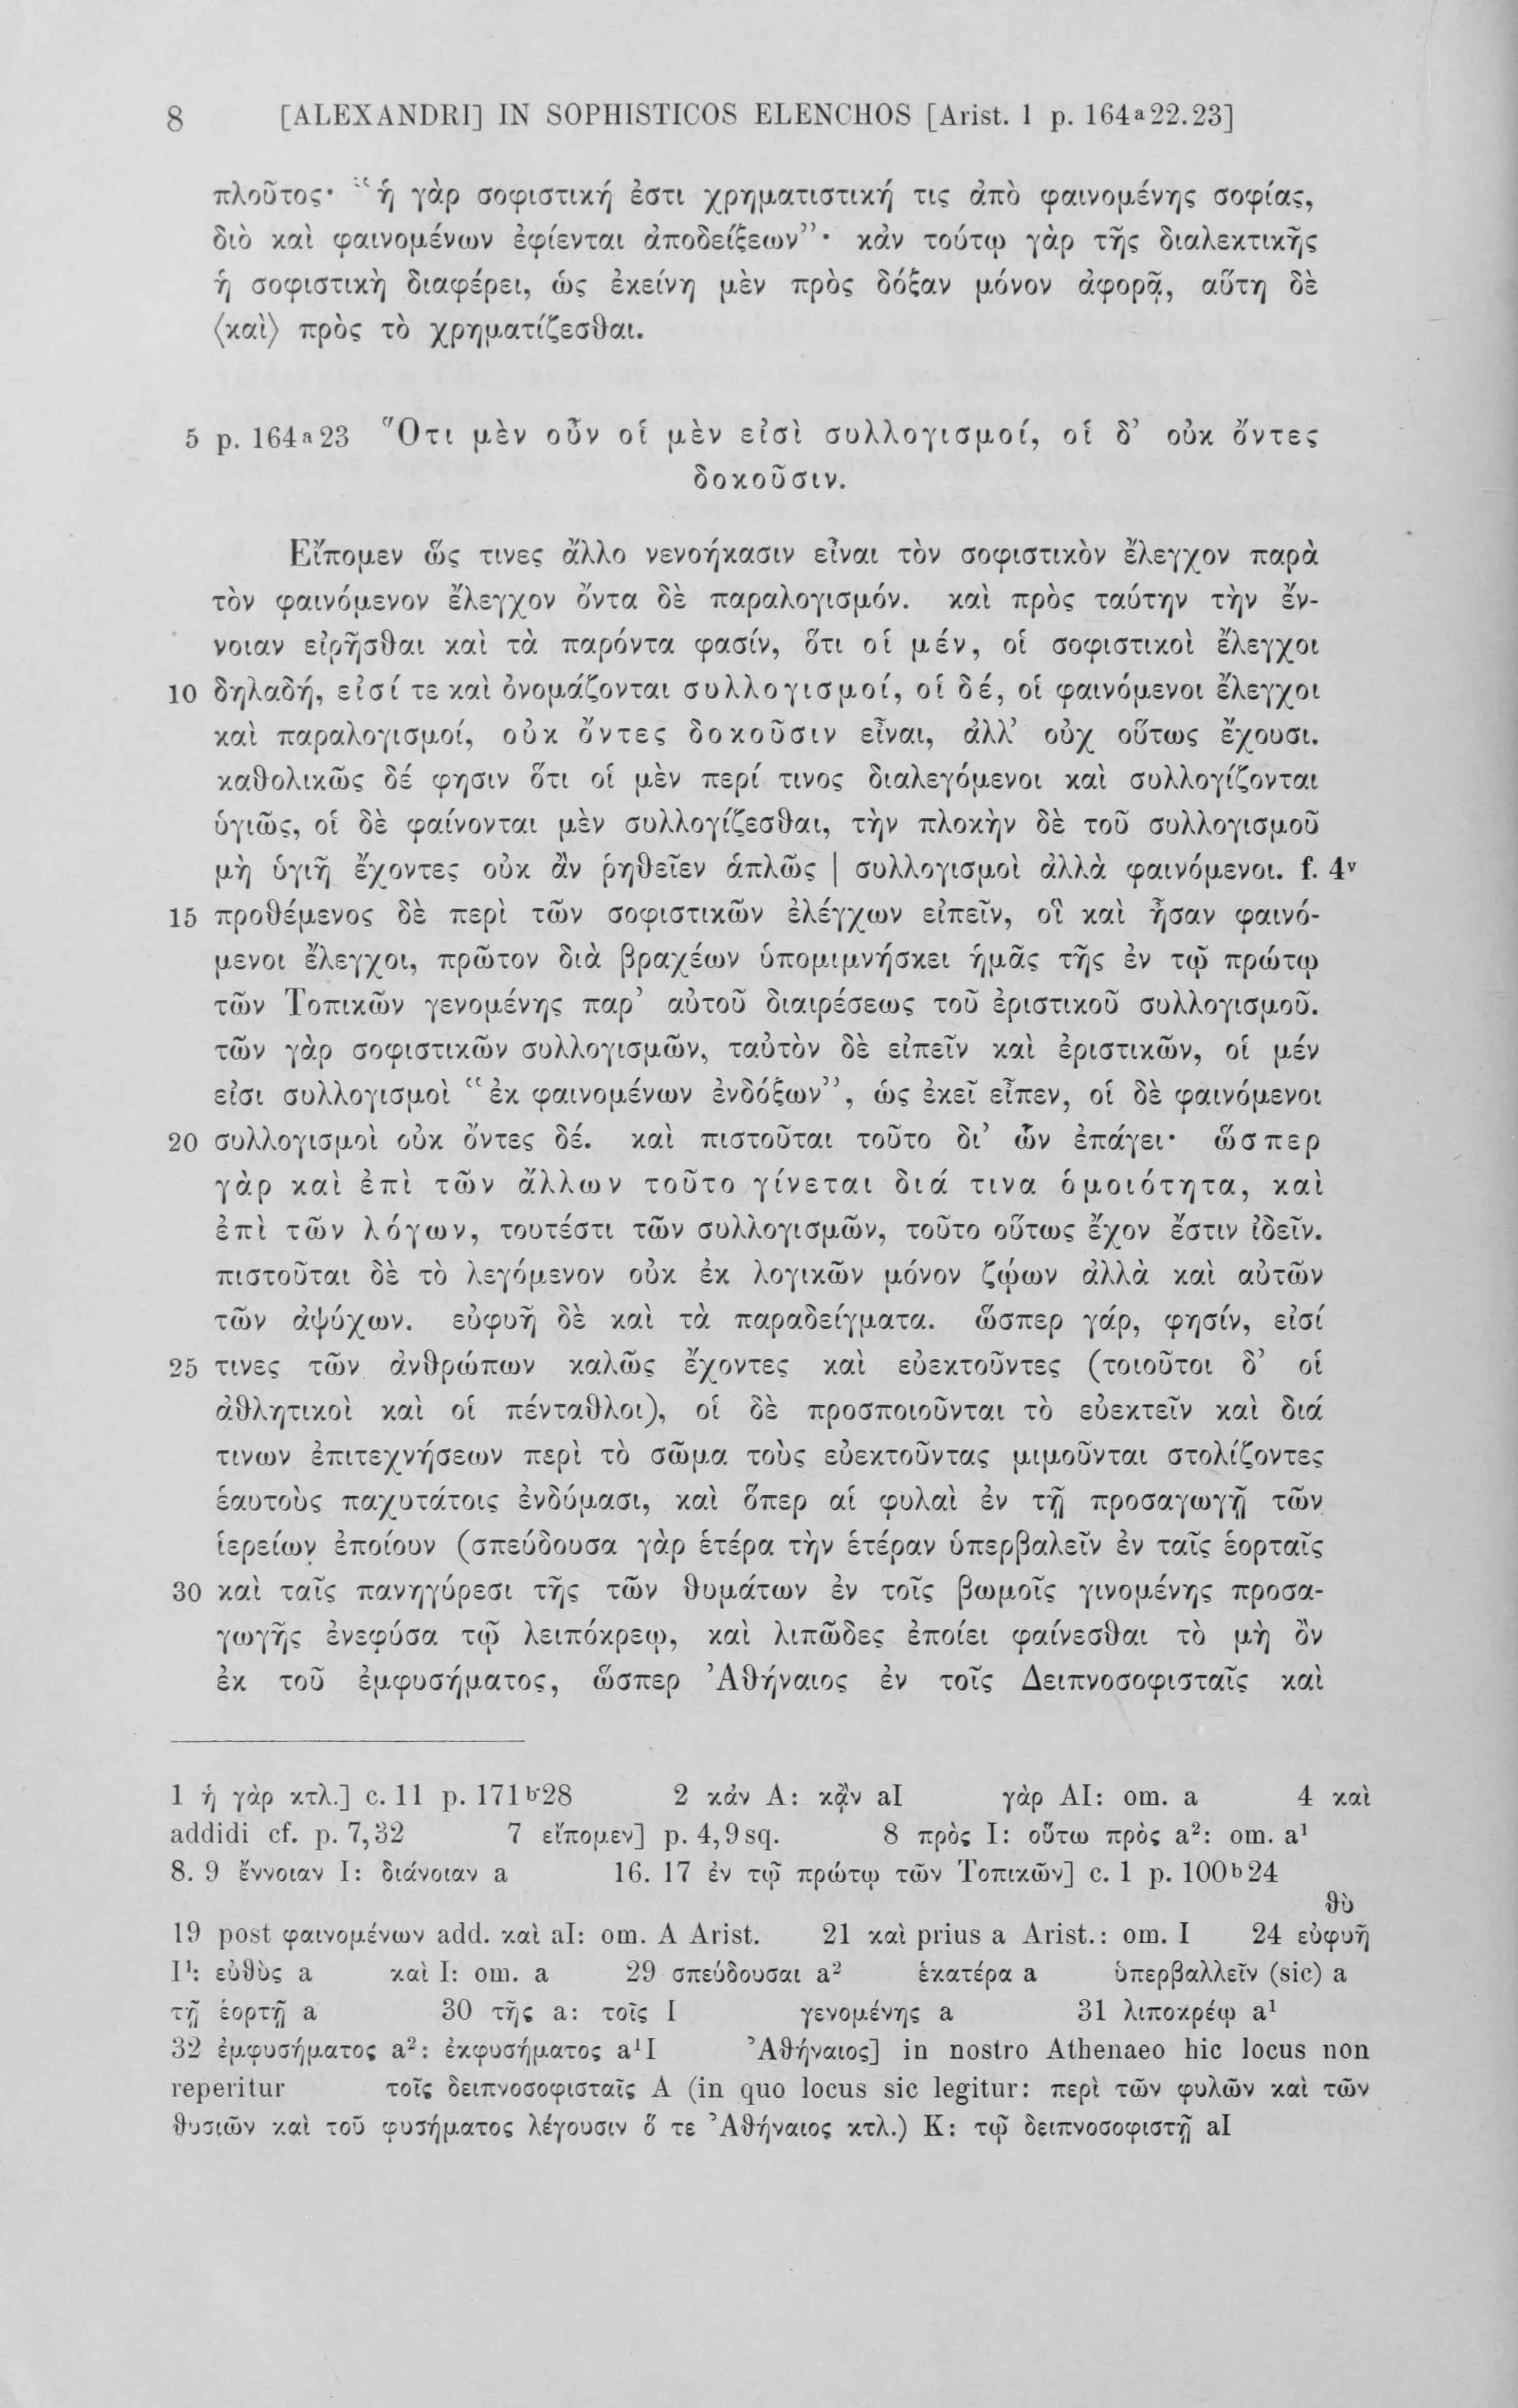 8 [ALEXANDRI] IN SOPHISTICOS ELENCHOS [Arist. 1 p. 164ª22.23]
πλοῦτος· “ἡ γὰρ σοφιστική ἐστι χρηματιστική τις ἀπὸ φαινομένης σοφίας,
διὸ καὶ φαινομένων ἐφίενται ἀποδείξεων”· κἀν τούτῳ γὰρ τῆς διαλεκτικῆς
ἡ σοφιστικὴ διαφέρει, ὡς ἐκείνη μὲν πρὸς δόξαν μόνον ἀφορᾷ, αὕτη δὲ
⟨καὶ⟩ πρὸς τὸ χρηματίζεσθαι.
5 p. 164ª23 Ὅτι μὲν οὖν οἱ μὲν εἰσὶ συλλογισμοί, οἱ δ’ οὐκ ὄντες
δοκοῦσιν.
Εἴπομεν ὥς τινες ἄλλο νενοήκασιν εἶναι τὸν σοφιστικὸν ἔλεγχον παρὰ
τὸν φαινόμενον ἔλεγχον ὄντα δὲ παραλογισμόν. καὶ πρὸς ταύτην τὴν ἔν-
νοιαν εἰρῆσθαι καὶ τὰ παρόντα φασίν, ὅτι οἱ μέν, οἱ σοφιστικοὶ ἔλεγχοι
10 δηλαδή, εἰσί τε καὶ ὀνομάζονται συλλογισμοί, οἱ δέ, οἱ φαινόμενοι ἔλεγχοι
καὶ παραλογισμοί, οὐκ ὄντες δοκοῦσιν εἶναι, ἀλλ’ οὐχ οὕτως ἔχουσι.
καθολικῶς δέ φησιν ὅτι οἱ μὲν περί τινος διαλεγόμενοι καὶ συλλογίζονται
ὑγιῶς, οἱ δὲ φαίνονται μὲν συλλογίζεσθαι, τὴν πλοκὴν δὲ τοῦ συλλογισμοῦ
μὴ ὑγιῆ ἔχοντες οὐκ ἂν ῥηθεῖεν ἁπλῶς | συλλογισμοὶ ἀλλὰ φαινόμενοι. f. 4ᵛ
15 προθέμενος δὲ περὶ τῶν σοφιστικῶν ἐλέγχων εἰπεῖν, οἳ καὶ ἦσαν φαινό-
μενοι ἔλεγχοι, πρῶτον διὰ βραχέων ὑπομιμνήσκει ἡμᾶς τῆς ἐν τῷ πρώτῳ
τῶν Τοπικῶν γενομένης παρ’ αὐτοῦ διαιρέσεως τοῦ ἐριστικοῦ συλλογισμοῦ.
τῶν γὰρ σοφιστικῶν συλλογισμῶν, ταὐτὸν δὲ εἰπεῖν καὶ ἐριστικῶν, οἱ μέν
εἰσι συλλογισμοὶ “ἐκ φαινομένων ἐνδόξων”, ὡς ἐκεῖ εἶπεν, οἱ δὲ φαινόμενοι
20 συλλογισμοὶ οὐκ ὄντες δέ. καὶ πιστοῦται τοῦτο δι’ ὧν ἐπάγει· ὥσπερ
γὰρ καὶ ἐπὶ τῶν ἄλλων τοῦτο γίνεται διά τινα ὁμοιότητα, καὶ
ἐπὶ τῶν λόγων, τουτέστι τῶν συλλογισμῶν, τοῦτο οὕτως ἔχον ἔστιν ἰδεῖν.
πιστοῦται δὲ τὸ λεγόμενον οὐκ ἐκ λογικῶν μόνον ζῴων ἀλλὰ καὶ αὐτῶν
τῶν ἀψύχων. εὐφυῆ δὲ καὶ τὰ παραδείγματα. ὥσπερ γάρ, φησίν, εἰσί
25 τινες τῶν ἀνθρώπων καλῶς ἔχοντες καὶ εὐεκτοῦντες (τοιοῦτοι δ’ οἱ
ἀθλητικοὶ καὶ οἱ πένταθλοι), οἱ δὲ προσποιοῦνται τὸ εὐεκτεῖν καὶ διά
τινων ἐπιτεχνήσεων περὶ τὸ σῶμα τοὺς εὐεκτοῦντας μιμοῦνται στολίζοντες
ἑαυτοὺς παχυτάτοις ἐνδύμασι, καὶ ὅπερ αἱ φυλαὶ ἐν τῇ προσαγωγῇ τῶν
ἱερείων ἐποίουν (σπεύδουσα γὰρ ἑτέρα τὴν ἑτέραν ὑπερβαλεῖν ἐν ταῖς ἑορταῖς
30 καὶ ταῖς πανηγύρεσι τῆς τῶν θυμάτων ἐν τοῖς βωμοῖς γινομένης προσα-
γωγῆς ἐνεφύσα τῷ λειπόκρεῳ, καὶ λιπῶδες ἐποίει φαίνεσθαι τὸ μὴ ὂν
ἐκ τοῦ ἐμφυσήματος, ὥσπερ Ἀθήναιος ἐν τοῖς Δειπνοσοφισταῖς καὶ
1 ἡ γὰρ κτλ.] c. 11 p. 171ᵇ28 2 κἀν A: κᾂν aI γὰρ AI: om. a 4 καὶ
addidi cf. p. 7,32 7 εἴπομεν] p. 4,9 sq. 8 πρὸς I: οὕτω πρὸς a²: om. a¹
8. 9 ἔννοιαν I: διάνοιαν a 16. 17 ἐν τῷ πρώτῳ τῶν Τοπικῶν] c. 1 p. 100ᵇ24
θὺ
19 post φαινομένων add. καὶ aI: om. A Arist. 21 καὶ prius a Arist.: om. I 24 εὐφυῆ
I¹: εὐθὺς a καὶ I: om. a 29 σπεύδουσαι a² ἑκατέρα a ὑπερβαλλεῖν (sic) a
τῇ ἑορτῇ a 30 τῆς a: τοῖς I γενομένης a 31 λιποκρέῳ a¹
32 ἐμφυσήματος a²: ἐκφυσήματος a¹I Ἀθήναιος] in nostro Athenaeo hic locus non
reperitur τοῖς δειπνοσοφισταῖς A (in quo locus sic legitur: περὶ τῶν φυλῶν καὶ τῶν
θυσιῶν καὶ τοῦ φυσήματος λέγουσιν ὅ τε Ἀθήναιος κτλ.) K: τῷ δειπνοσοφιστῇ aI